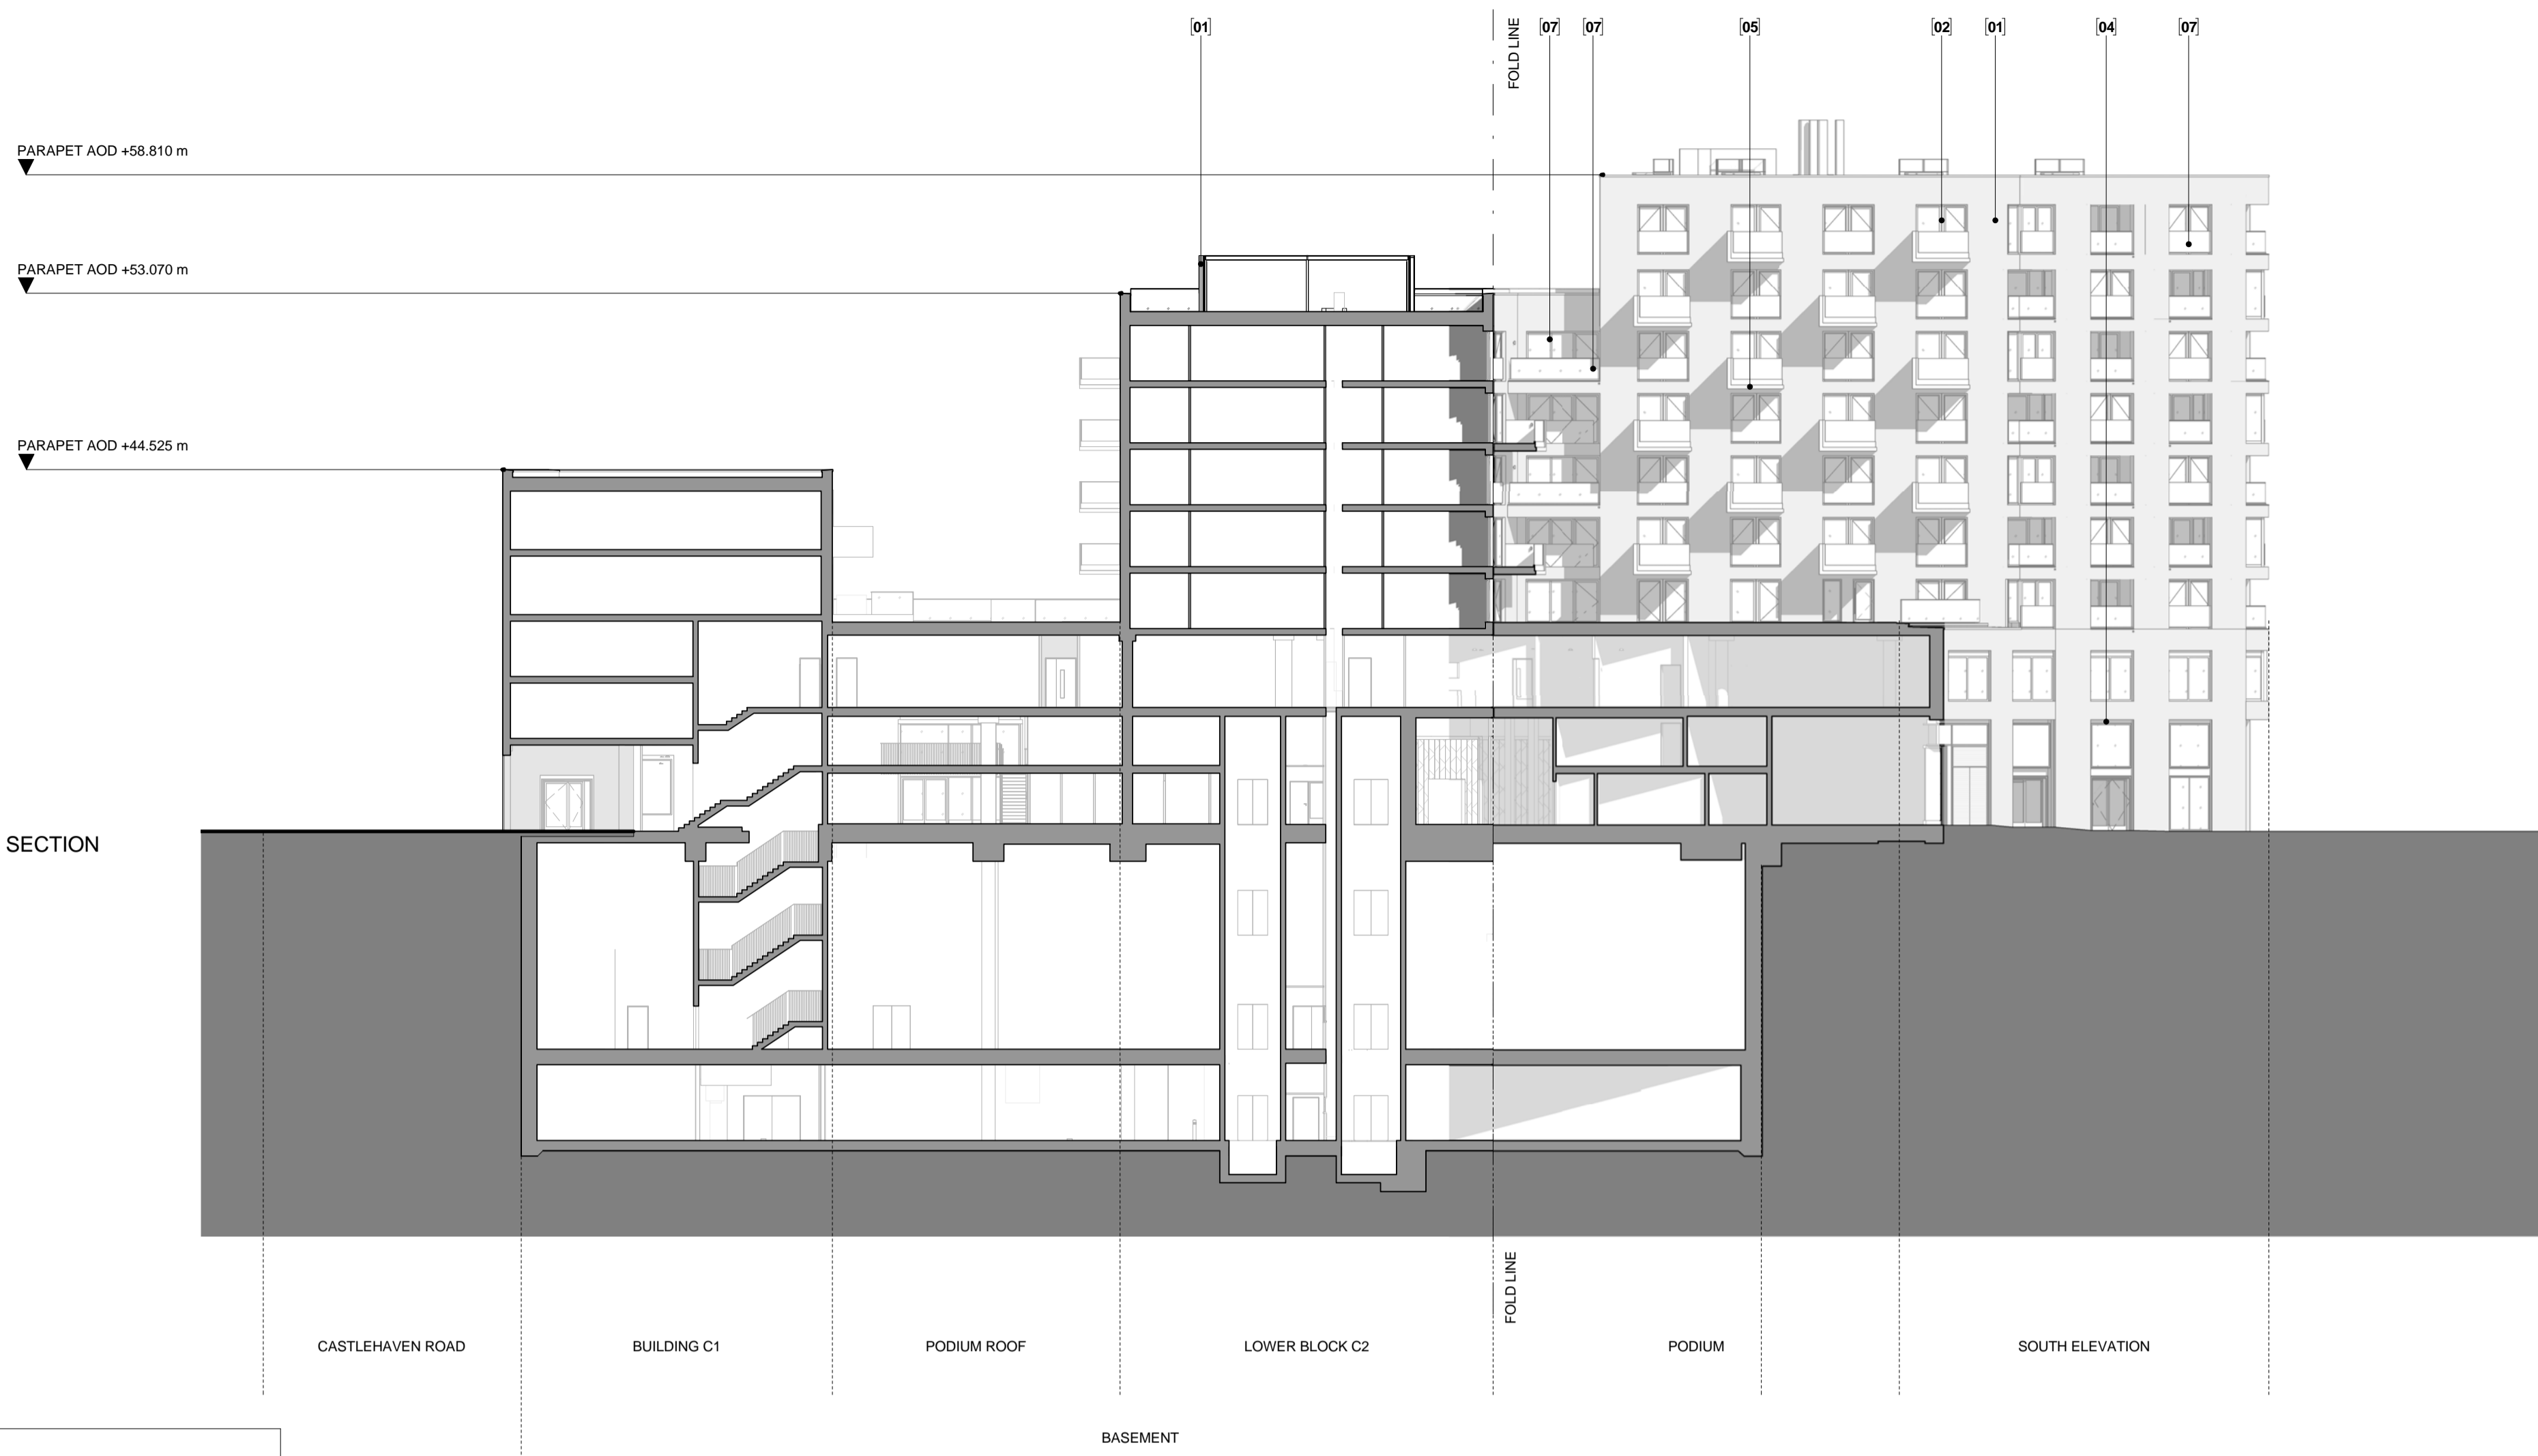 [01]
FOLD LINE
[07]
[07]
[05]
[02]
[01]
[04]
[07]
PARAPET AOD +58.810 m
PARAPET AOD +53.070 m
PARAPET AOD +44.525 m
SECTION
FOLD LINE
CASTLEHAVEN ROAD
BUILDING C1
PODIUM ROOF
LOWER BLOCK C2
PODIUM
SOUTH ELEVATION
BASEMENT